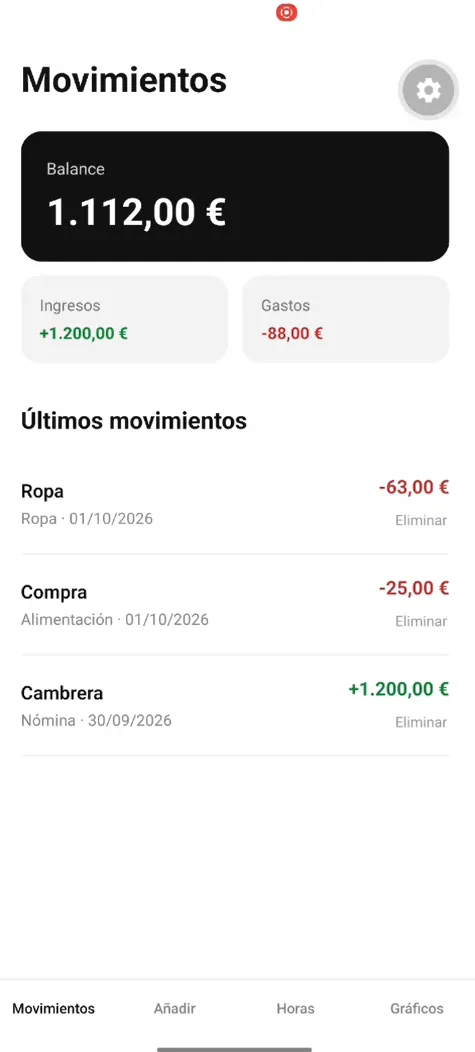 Movimientos
Balance
1.112,00 €
Ingresos
+1.200,00 €
Gastos
-88,00 €
Últimos movimientos
Ropa
-63,00 €
Ropa · 01/10/2026
Eliminar
Compra
-25,00 €
Alimentación · 01/10/2026
Eliminar
Cambrera
+1.200,00 €
Nómina · 30/09/2026
Eliminar
Movimientos
Añadir
Horas
Gráficos